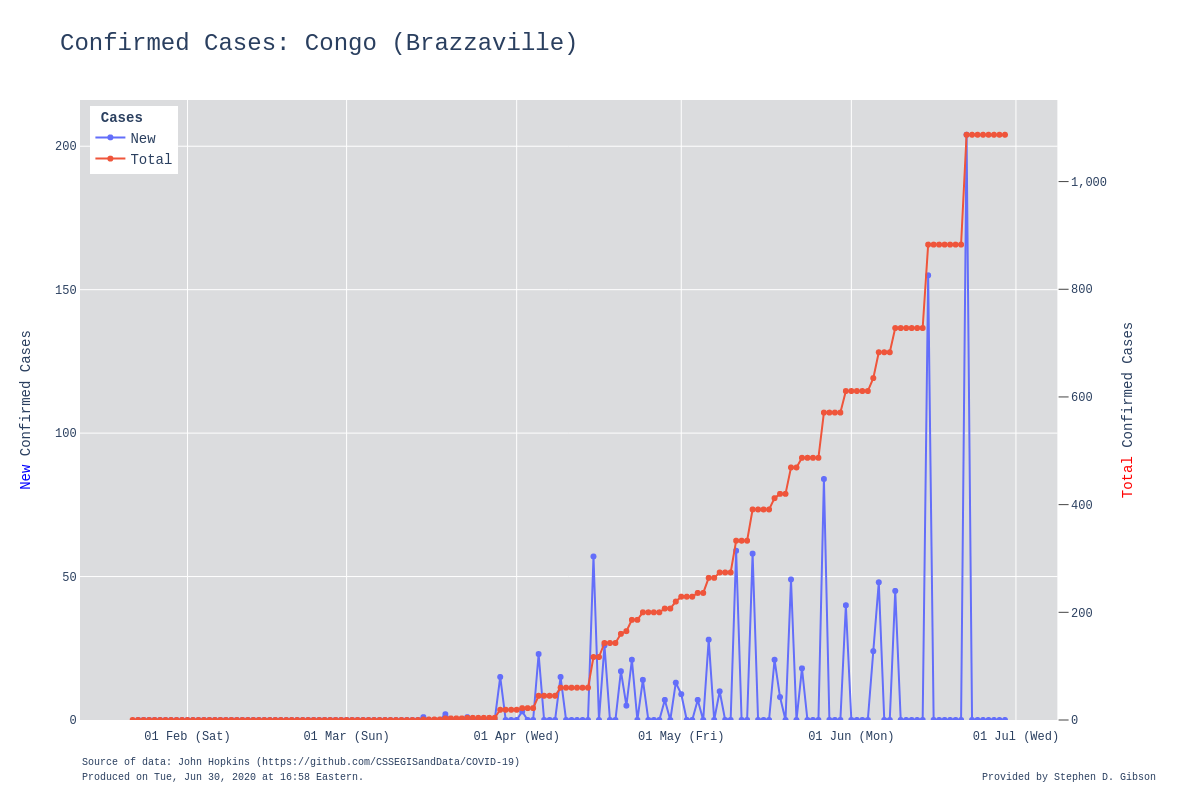 Confirmed Cases: Congo (Brazzaville)
Cases
New
Total
200
150
100
50
0
1,000
800
600
400
200
0
New Confirmed Cases
Total Confirmed Cases
01 Feb (Sat)
01 Mar (Sun)
01 Apr (Wed)
01 May (Fri)
01 Jun (Mon)
01 Jul (Wed)
Source of data: John Hopkins (https://github.com/CSSEGISandData/COVID-19)
Produced on Tue, Jun 30, 2020 at 16:58 Eastern.
Provided by Stephen D. Gibson